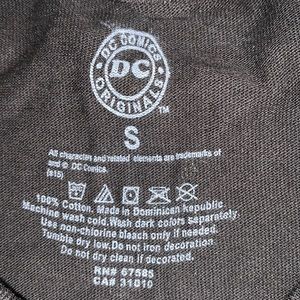 DC COMICS
DC
ORIGINALS
TM
S
All character and related elements are trademarks of
and © DC Comics.
(s15)
100% Cotton. Made in Dominican republic
Machine wash cold.Wash dark colors separately
Use non-chlorine bleach only if needed.
Tumble dry low.Do not iron decoration.
Do not dry clean if decorated.
RN# 67585
CA# 31010